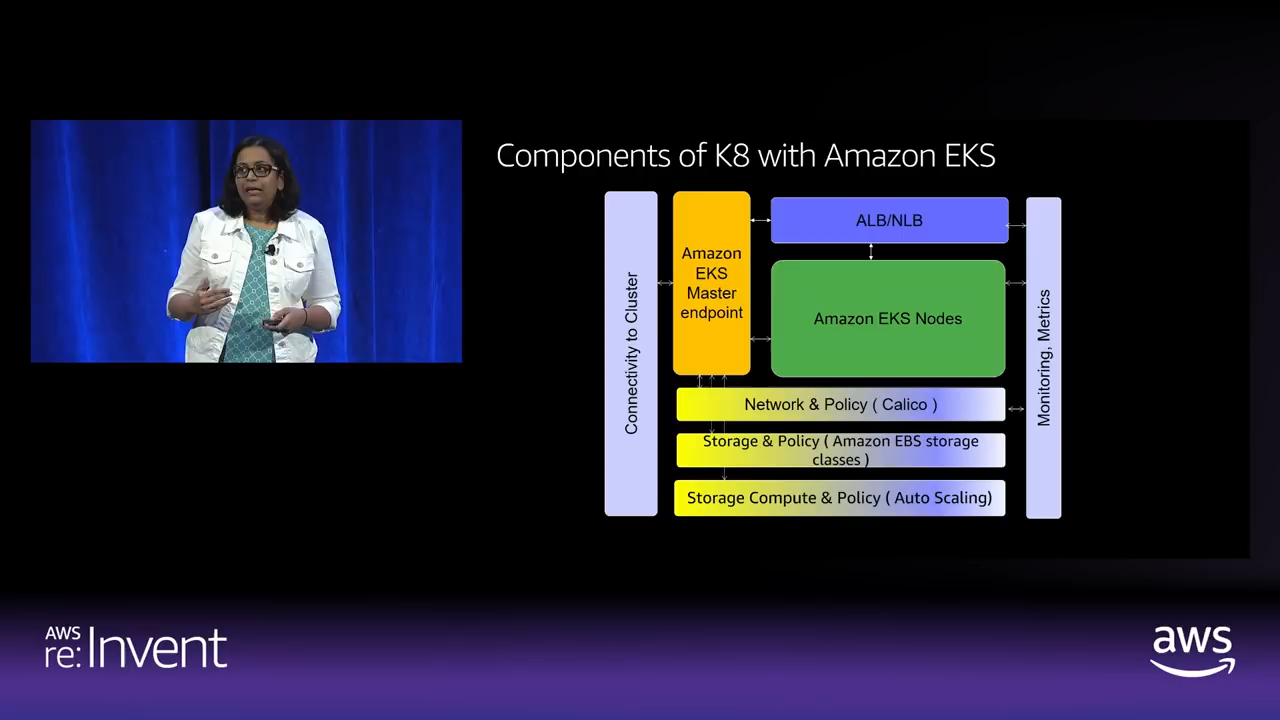 Components of K8 with Amazon EKS
Connectivity to Cluster
Amazon
EKS
Master
endpoint
ALB/NLB
Amazon EKS Nodes
Monitoring, Metrics
Network & Policy ( Calico )
Storage & Policy ( Amazon EBS storage
classes )
Storage Compute & Policy ( Auto Scaling)
AWS
re:Invent
aws